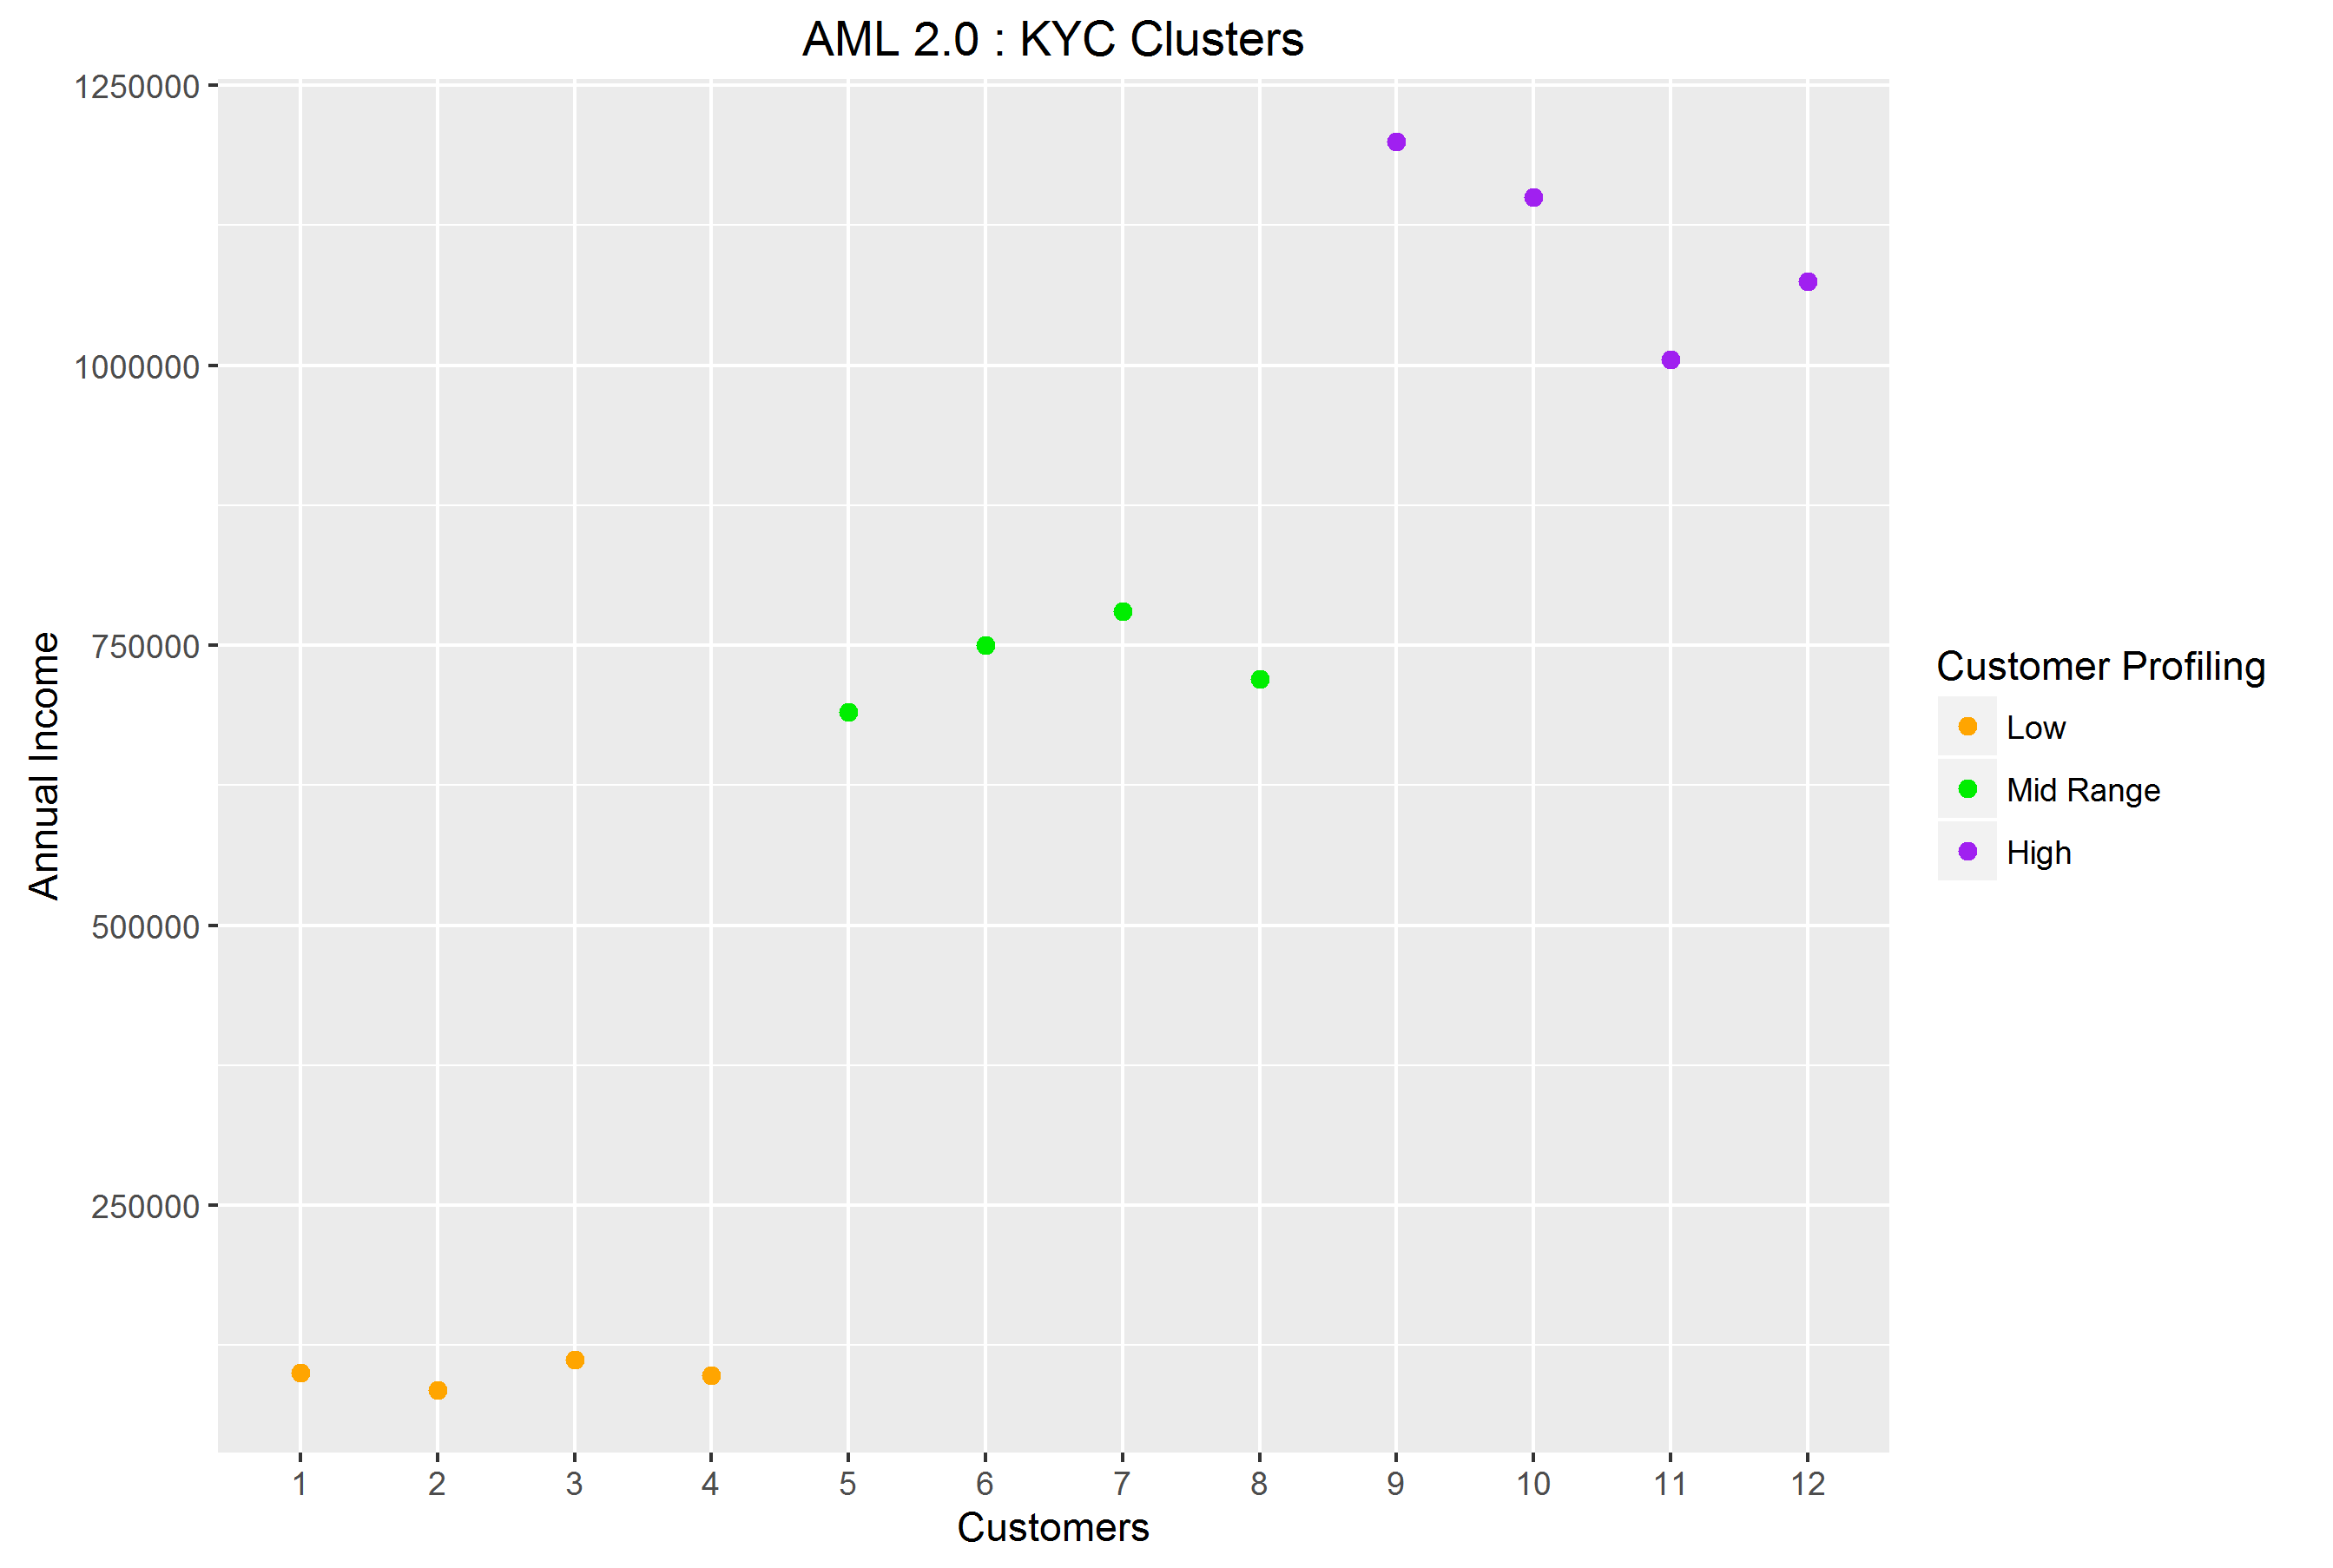 AML 2.0 : KYC Clusters
1250000
1000000
750000
500000
250000
Annual Income
1 2 3 4 5 6 7 8 9 10 11 12
Customers
Customer Profiling
Low
Mid Range
High